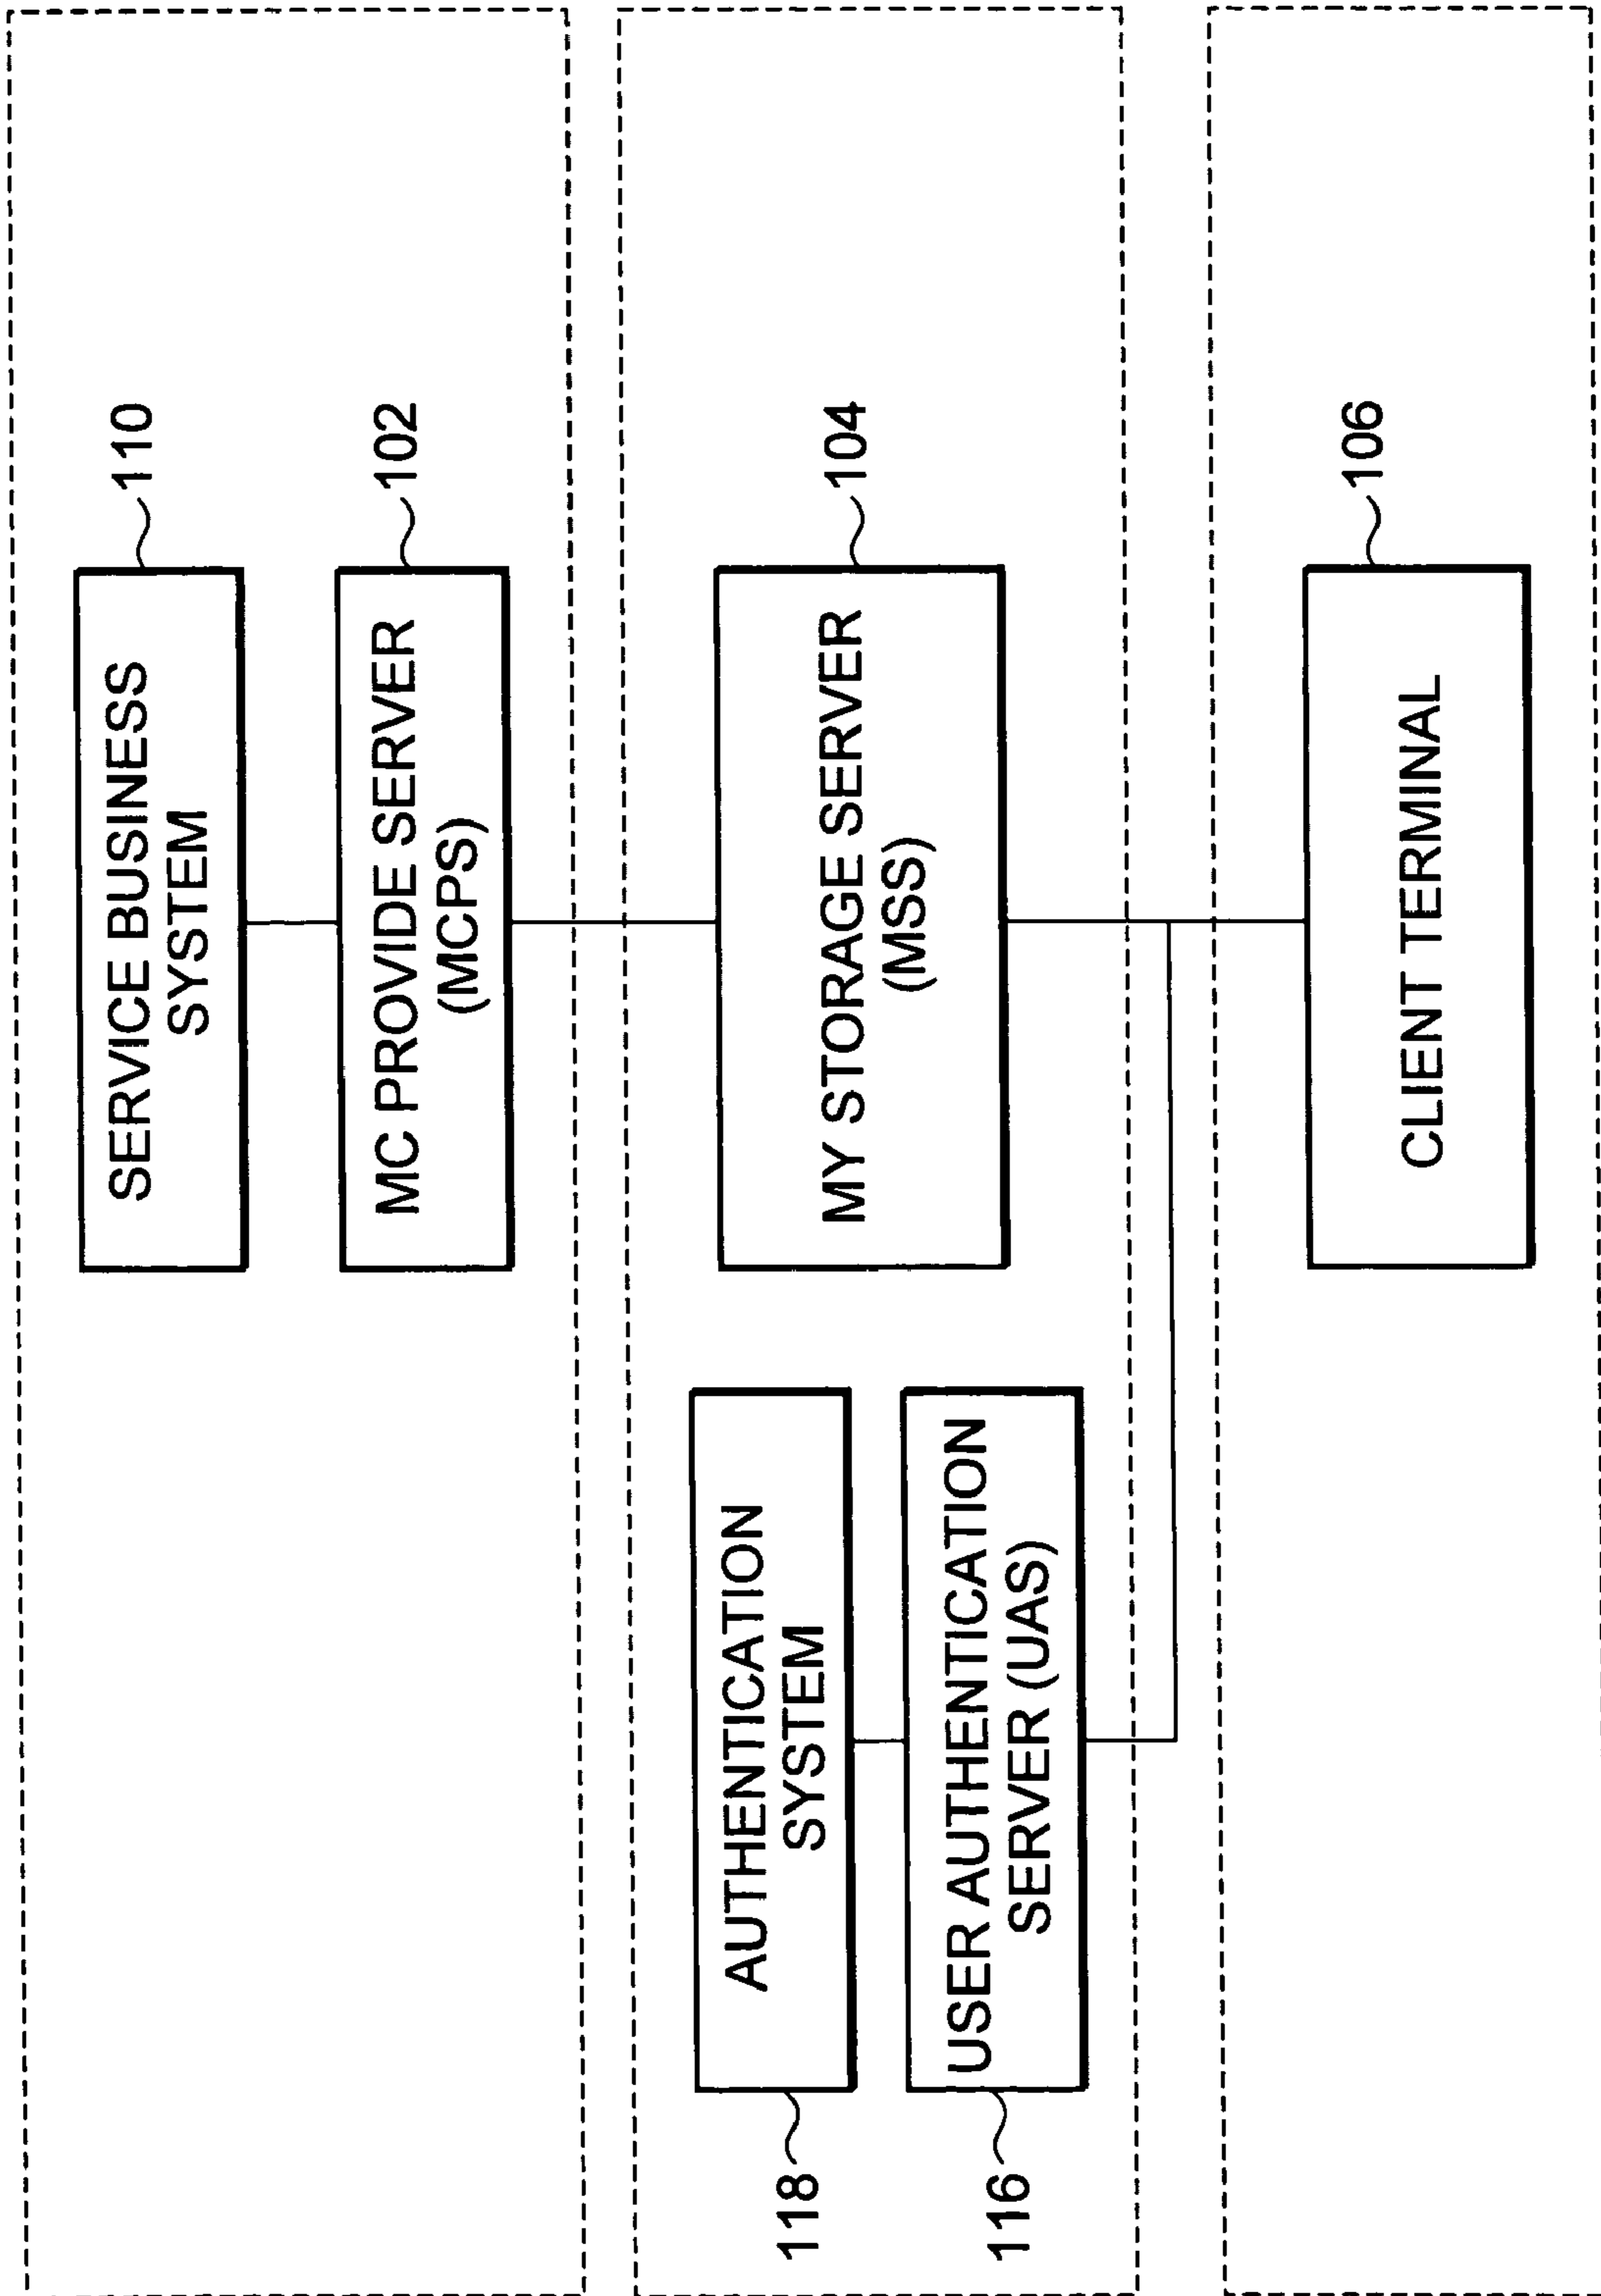 SERVICE BUSINESS
SYSTEM
110
MC PROVIDE SERVER
(MCPS)
102
AUTHENTICATION
SYSTEM
118
USER AUTHENTICATION
SERVER (UAS)
116
MY STORAGE SERVER
(MSS)
104
CLIENT TERMINAL
106